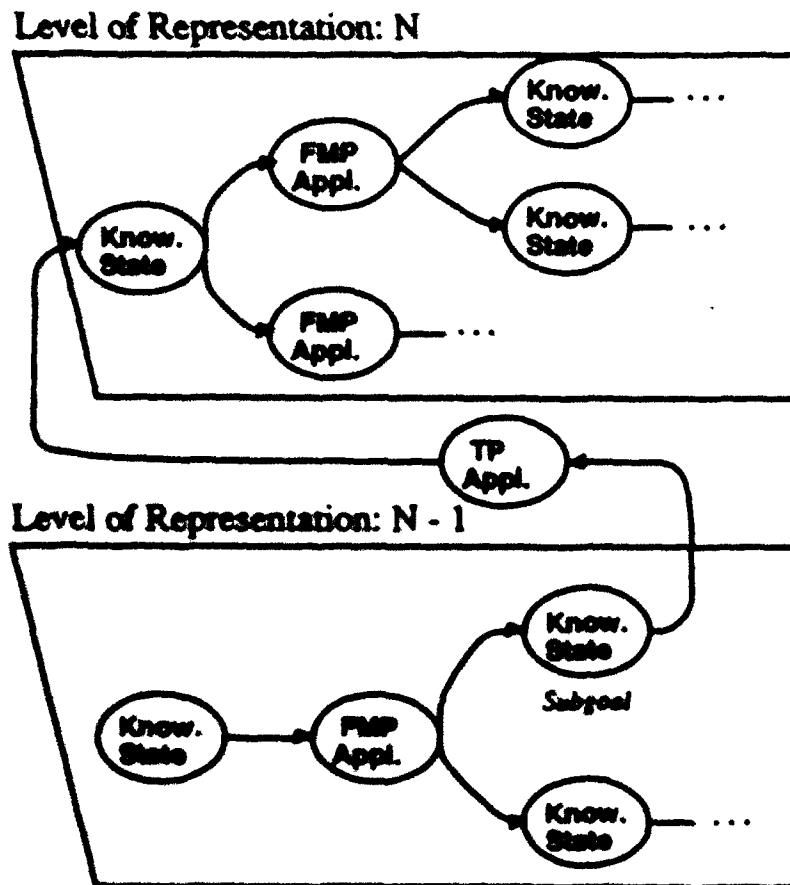 Level of Representation: N
Know.
State
...
FMP
Appl.
Know.
State
...
Know.
State
FMP
Appl.
...
TP
Appl.
Level of Representation: N - 1
Know.
State
Subgoal
Know.
State
FMP
Appl.
Know.
State
...